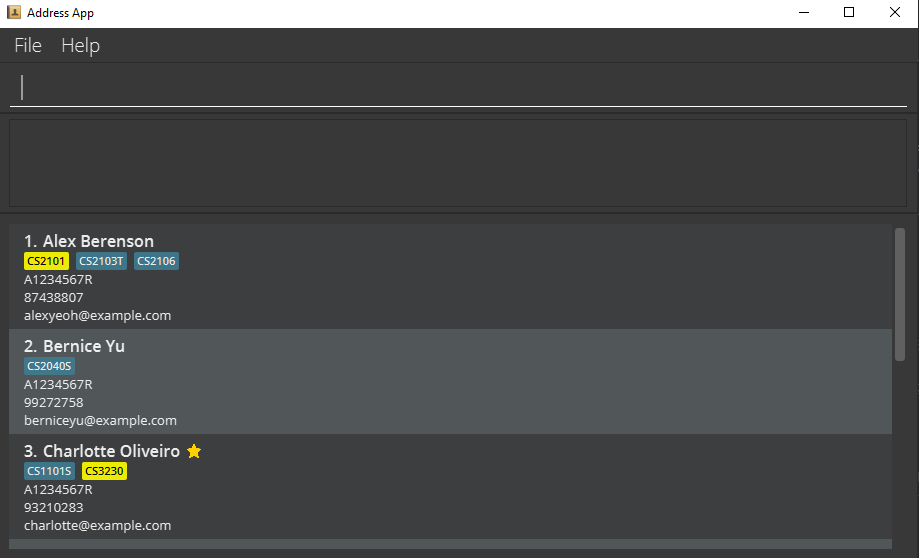 Address App
File Help
1. Alex Berenson
CS2101 CS2103T CS2106
A1234567R
87438807
alexyeoh@example.com
2. Bernice Yu
CS2040S
A1234567R
99272758
berniceyu@example.com
3. Charlotte Oliveiro
CS1101S CS3230
A1234567R
93210283
charlotte@example.com